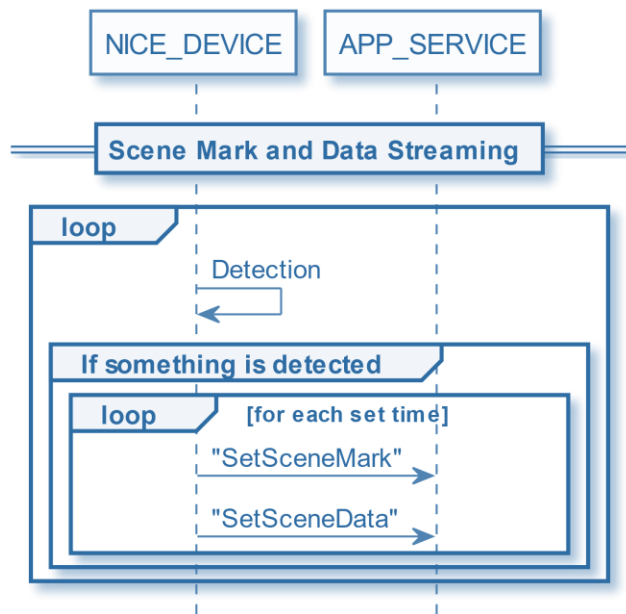 NICE_DEVICE
APP_SERVICE
Scene Mark and Data Streaming
loop
Detection
If something is detected
loop
[for each set time]
"SetSceneMark"
"SetSceneData"